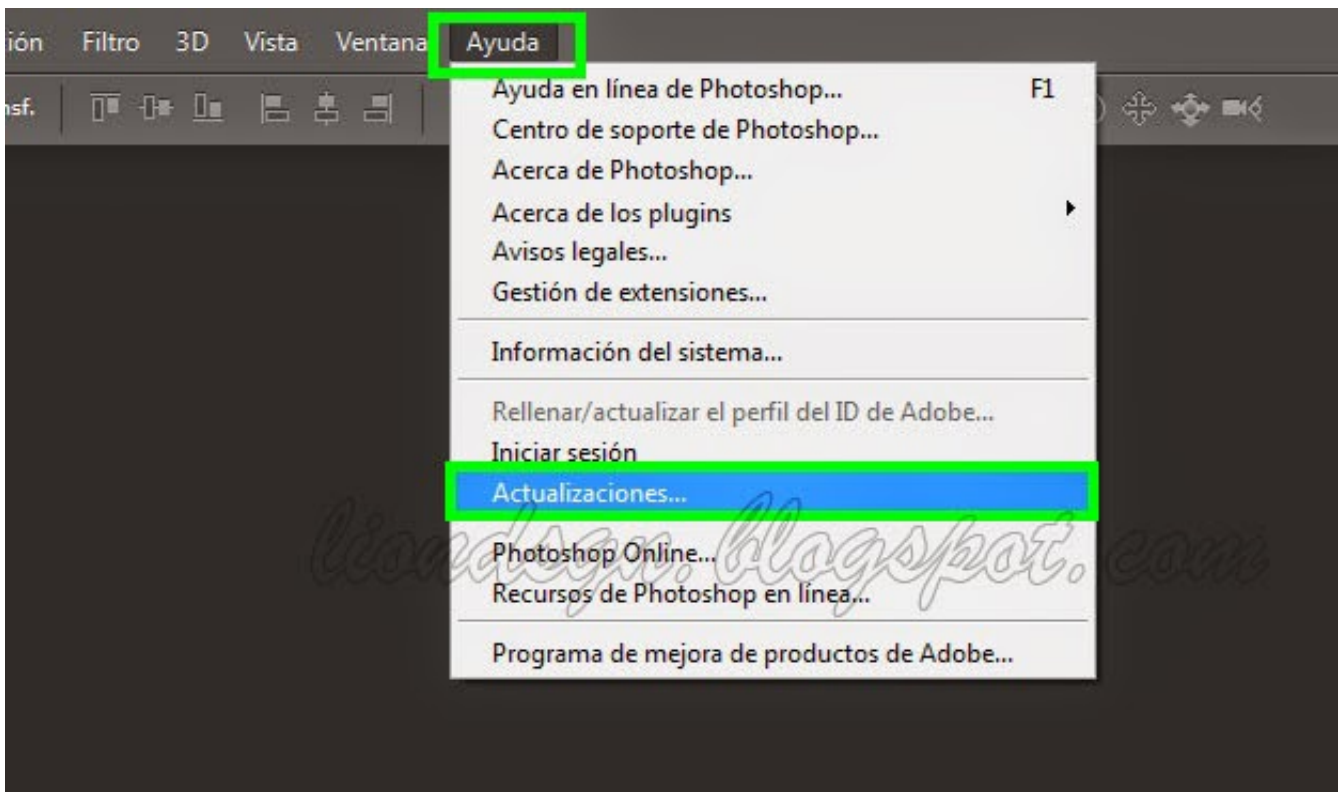 ión Filtro 3D Vista Ventana Ayuda
nsf.
Ayuda en línea de Photoshop... F1
Centro de soporte de Photoshop...
Acerca de Photoshop...
Acerca de los plugins
Avisos legales...
Gestión de extensiones...
Información del sistema...
Rellenar/actualizar el perfil del ID de Adobe...
Iniciar sesión
Actualizaciones...
Photoshop Online...
liondsgn.blogspot.com
Recursos de Photoshop en línea...
Programa de mejora de productos de Adobe...